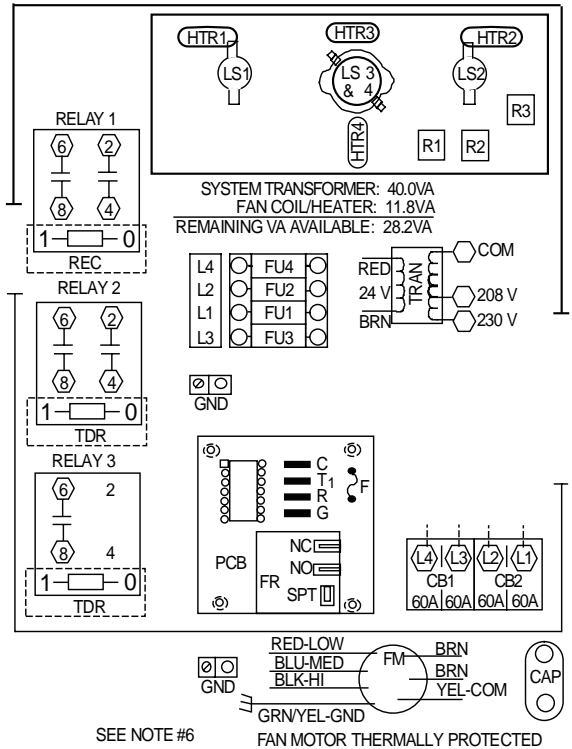 HTR1
HTR3
HTR2
LS1
LS 3
& 4
LS2
R3
HTR4
R1
R2
RELAY 1
6 2
8 4
1 0
REC
SYSTEM TRANSFORMER: 40.0VA
FAN COIL/HEATER: 11.8VA
REMAINING VA AVAILABLE: 28.2VA
L4 FU4
L2 FU2
L1 FU1
L3 FU3
RED
24 V
BRN
TRAN
COM
208 V
230 V
RELAY 2
6 2
8 4
1 0
TDR
GND
RELAY 3
6 2
8 4
1 0
TDR
C
T1
R
G
F
PCB
NC
NO
FR
SPT
L4 L3 L2 L1
CB1 CB2
60A 60A 60A 60A
GND
RED-LOW
BLU-MED
BLK-HI
GRN/YEL-GND
FM
BRN
BRN
YEL-COM
CAP
SEE NOTE #6
FAN MOTOR THERMALLY PROTECTED